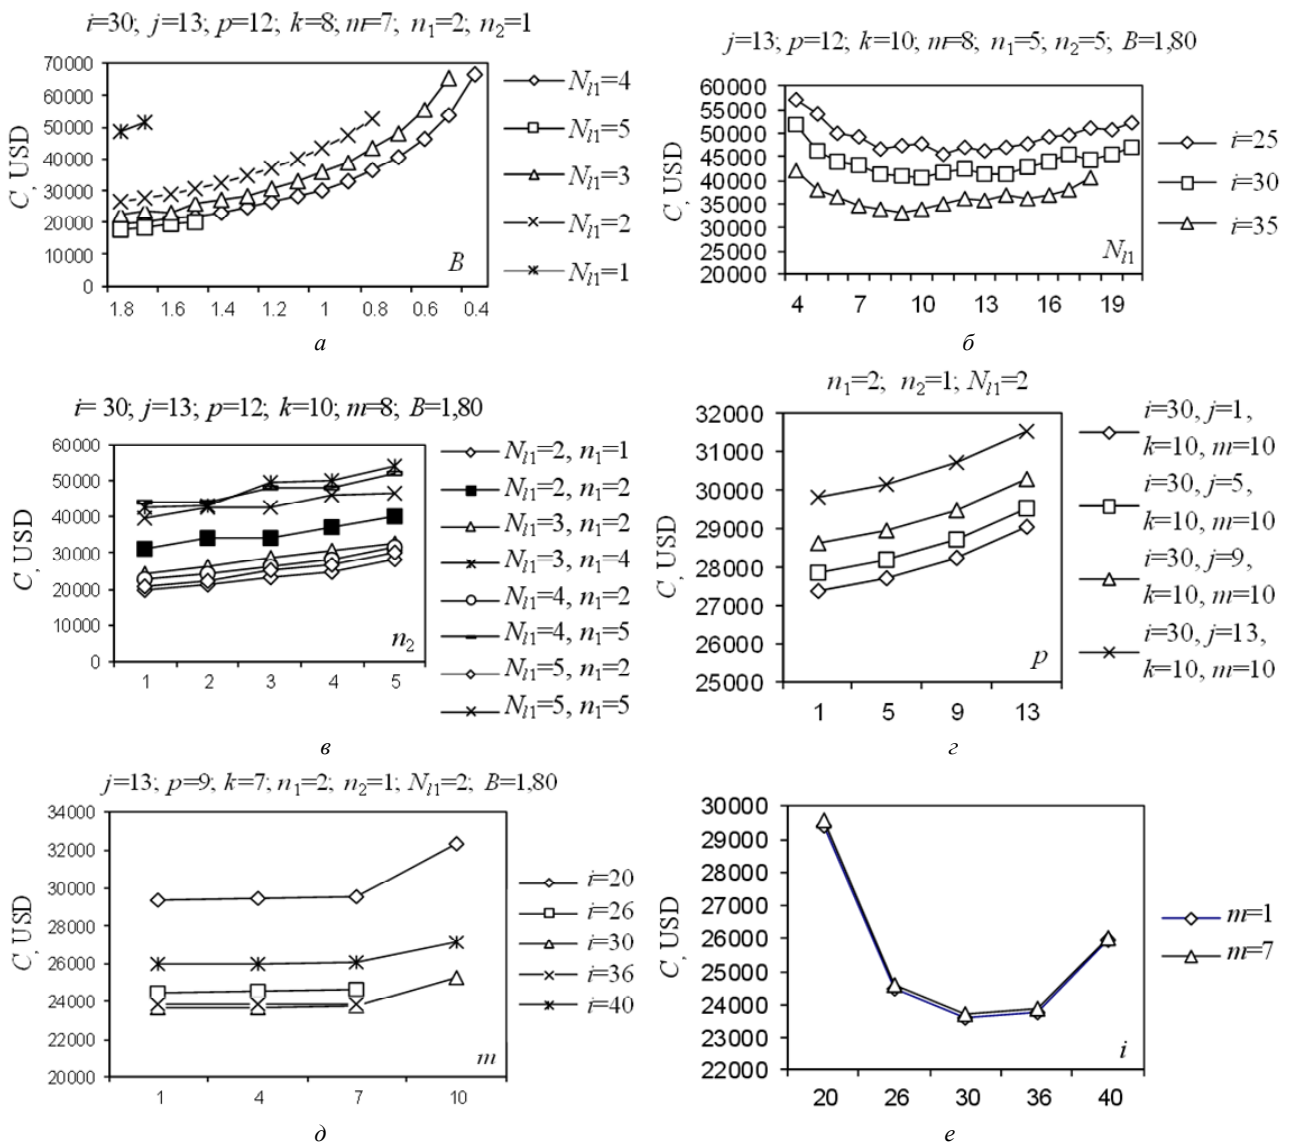 i=30; j=13; p=12; k=8; m=7; n1=2; n2=1
70000
60000
50000
40000
30000
20000
10000
0
C, USD
B
1.8 1.6 1.4 1.2 1 0.8 0.6 0.4
Nl1=4
Nl1=5
Nl1=3
Nl1=2
Nl1=1
а
j=13; p=12; k=10; m=8; n1=5; n2=5; B=1,80
60000
55000
50000
45000
40000
35000
30000
25000
20000
C, USD
Nl1
4 7 10 13 16 19
i=25
i=30
i=35
б
i= 30; j=13; p=12; k=10; m=8; B=1,80
60000
50000
40000
30000
20000
10000
0
C, USD
n2
1 2 3 4 5
Nl1=2, n1=1
Nl1=2, n1=2
Nl1=3, n1=2
Nl1=3, n1=4
Nl1=4, n1=2
Nl1=4, n1=5
Nl1=5, n1=2
Nl1=5, n1=5
в
n1=2; n2=1; Nl1=2
32000
31000
30000
29000
28000
27000
26000
25000
C, USD
p
1 5 9 13
i=30, j=1,
k=10, m=10
i=30, j=5,
k=10, m=10
i=30, j=9,
k=10, m=10
i=30, j=13,
k=10, m=10
г
j=13; p=9; k=7; n1=2; n2=1; Nl1=2; B=1,80
34000
32000
30000
28000
26000
24000
22000
20000
C, USD
m
1 4 7 10
i=20
i=26
i=30
i=36
i=40
д
30000
29000
28000
27000
26000
25000
24000
23000
22000
C, USD
i
20 26 30 36 40
m=1
m=7
е